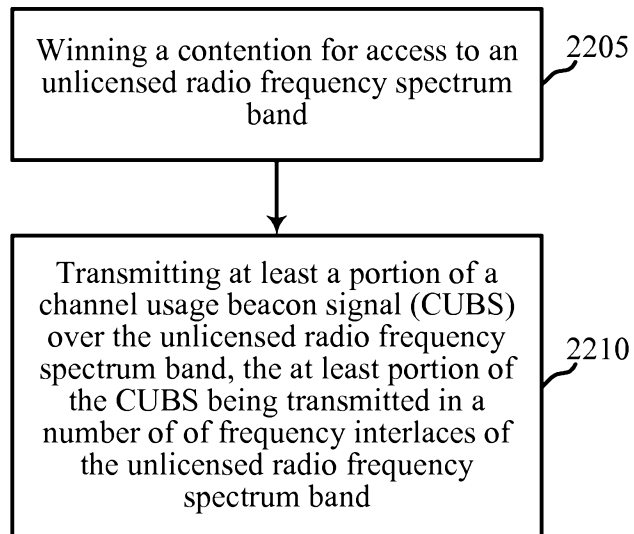 Winning a contention for access to an
unlicensed radio frequency spectrum
band
2205
Transmitting at least a portion of a
channel usage beacon signal (CUBS)
over the unlicensed radio frequency
spectrum band, the at least portion of
the CUBS being transmitted in a
number of of frequency interlaces of
the unlicensed radio frequency
spectrum band
2210